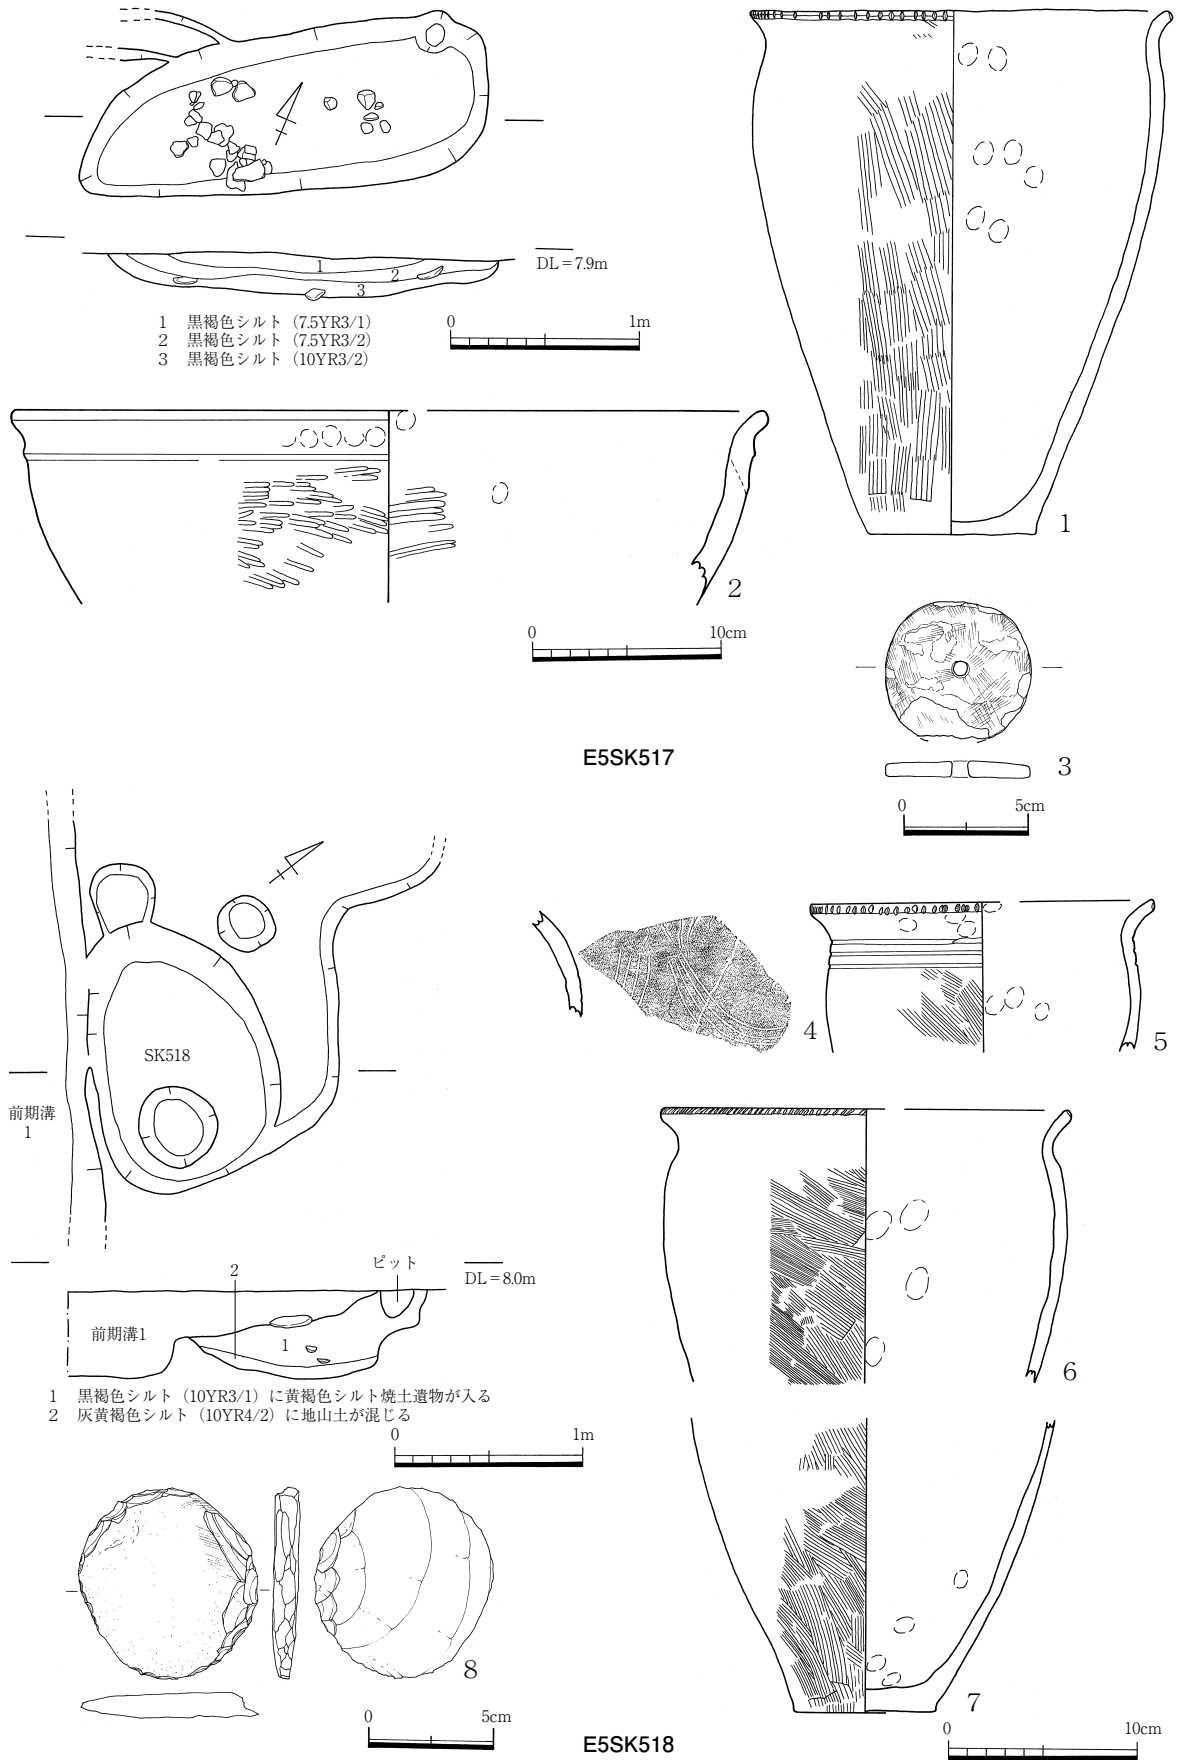 1
2
3
DL=7.9m
1 黒褐色シルト（7.5YR3/1）
2 黒褐色シルト（7.5YR3/2）
3 黒褐色シルト（10YR3/2）
0 1m
1
2
0 10cm
3
0 5cm
E5SK517
SK518
前期溝
1
4
5
2
ピット
DL=8.0m
前期溝1
1
6
1 黒褐色シルト（10YR3/1）に黄褐色シルト焼土遺物が入る
2 灰黄褐色シルト（10YR4/2）に地山土が混じる
0 1m
8
7
0 5cm
0 10cm
E5SK518